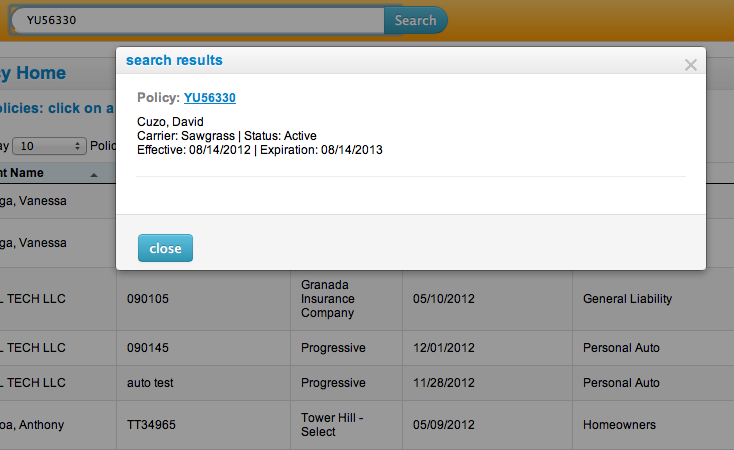 YU56330 Search
search results
cy Home
Policy: YU56330
olicies: click on a
Cuzo, David
Carrier: Sawgrass | Status: Active
Effective: 08/14/2012 | Expiration: 08/14/2013
ay 10 Polic
nt Name
ga, Vanessa
ga, Vanessa
close
L TECH LLC 090105 Granada Insurance Company 05/10/2012 General Liability
L TECH LLC 090145 Progressive 12/01/2012 Personal Auto
L TECH LLC auto test Progressive 11/28/2012 Personal Auto
oa, Anthony TT34965 Tower Hill - Select 05/09/2012 Homeowners